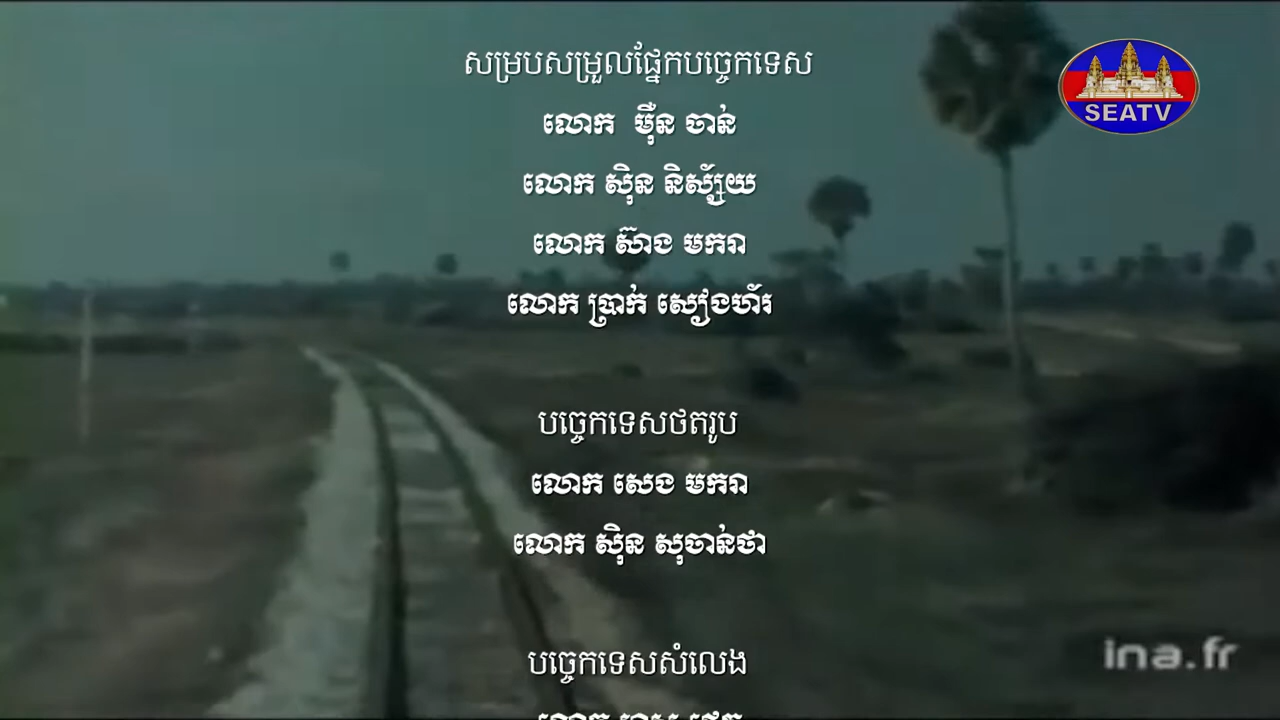 សម្របសម្រួលផ្នែកបច្ចេកទេស
SEATV
លោក ម៉ឺន ចាន់
លោក ស៊ិន និស្ស័យ
លោក ស៊ាង មករា
លោក ប្រាក់ សៀងហ័រ
បច្ចេកទេសថតរូប
លោក សេង មករា
លោក ស៊ិន សុចាន់ថា
ina.fr
បច្ចេកទេសសំលេង
លោក